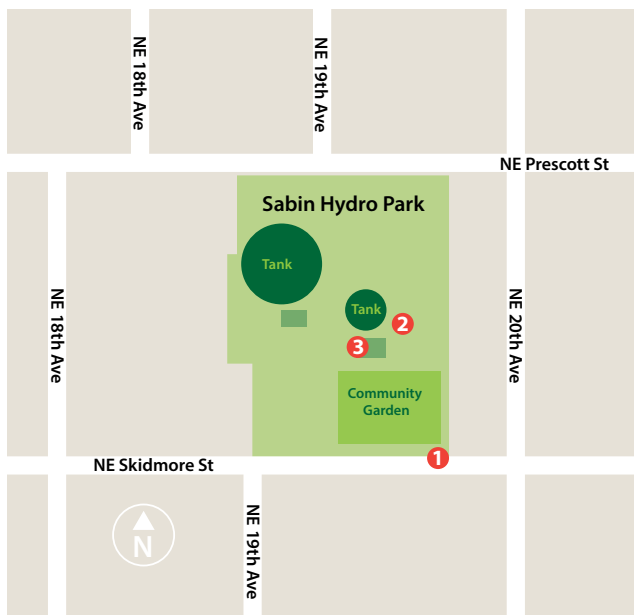 NE 18th Ave
NE 19th Ave
NE Prescott St
Sabin Hydro Park
Tank
Tank
2
3
NE 18th Ave
NE 20th Ave
Community
Garden
1
NE Skidmore St
N
NE 19th Ave